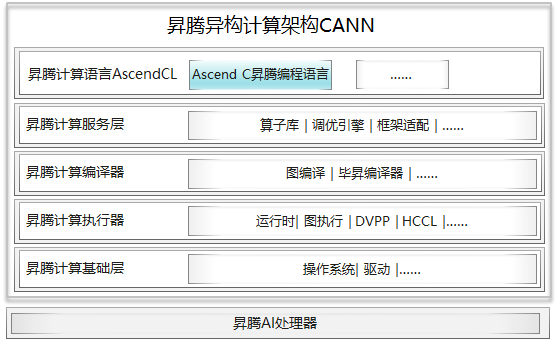 昇腾异构计算架构CANN
昇腾计算语言AscendCL Ascend C昇腾编程语言 ......
昇腾计算服务层 算子库 | 调优引擎 | 框架适配 | ......
昇腾计算编译器 图编译 | 毕昇编译器 | ......
昇腾计算执行器 运行时| 图执行 | DVPP | HCCL |......
昇腾计算基础层 操作系统| 驱动 |......
昇腾AI处理器